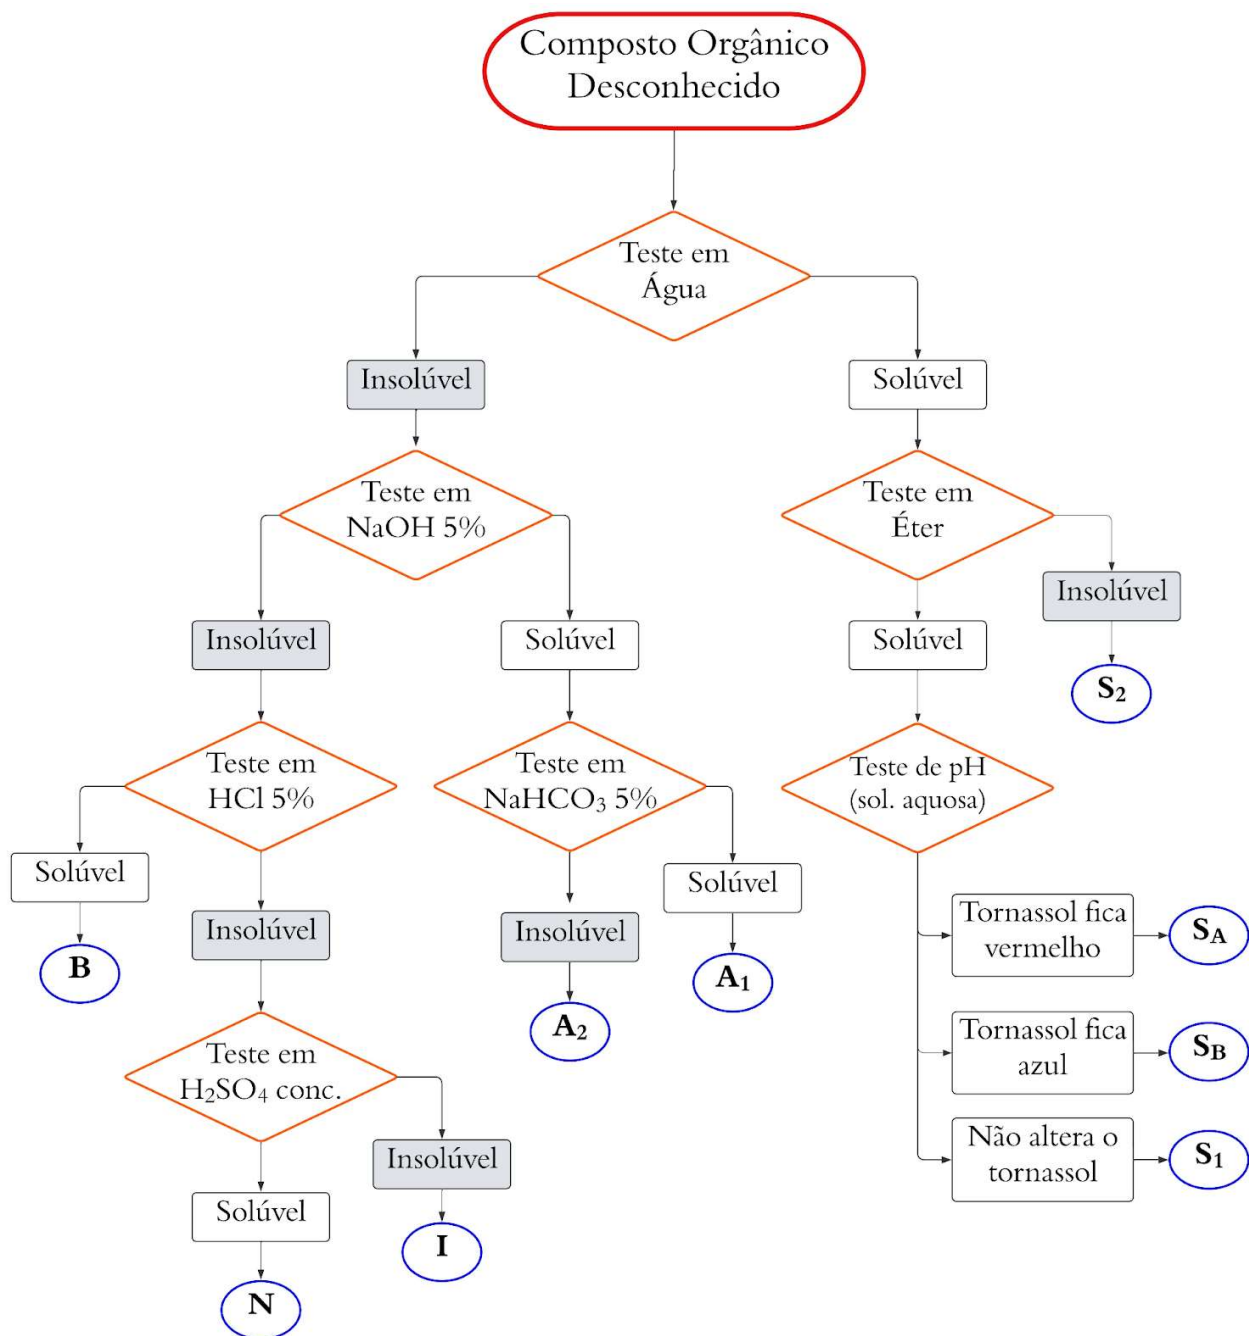 Composto Orgânico
Desconhecido
Teste em
Água
Insolúvel
Solúvel
Teste em
NaOH 5%
Teste em
Éter
Insolúvel
Insolúvel
Solúvel
Solúvel
S₂
Teste em
HCl 5%
Teste em
NaHCO₃ 5%
Teste de pH
(sol. aquosa)
Solúvel
Solúvel
Insolúvel
Insolúvel
Tornassol fica
vermelho
S_A
B
A₁
A₂
Teste em
H₂SO₄ conc.
Tornassol fica
azul
S_B
Insolúvel
Não altera o
tornassol
S₁
Solúvel
I
N